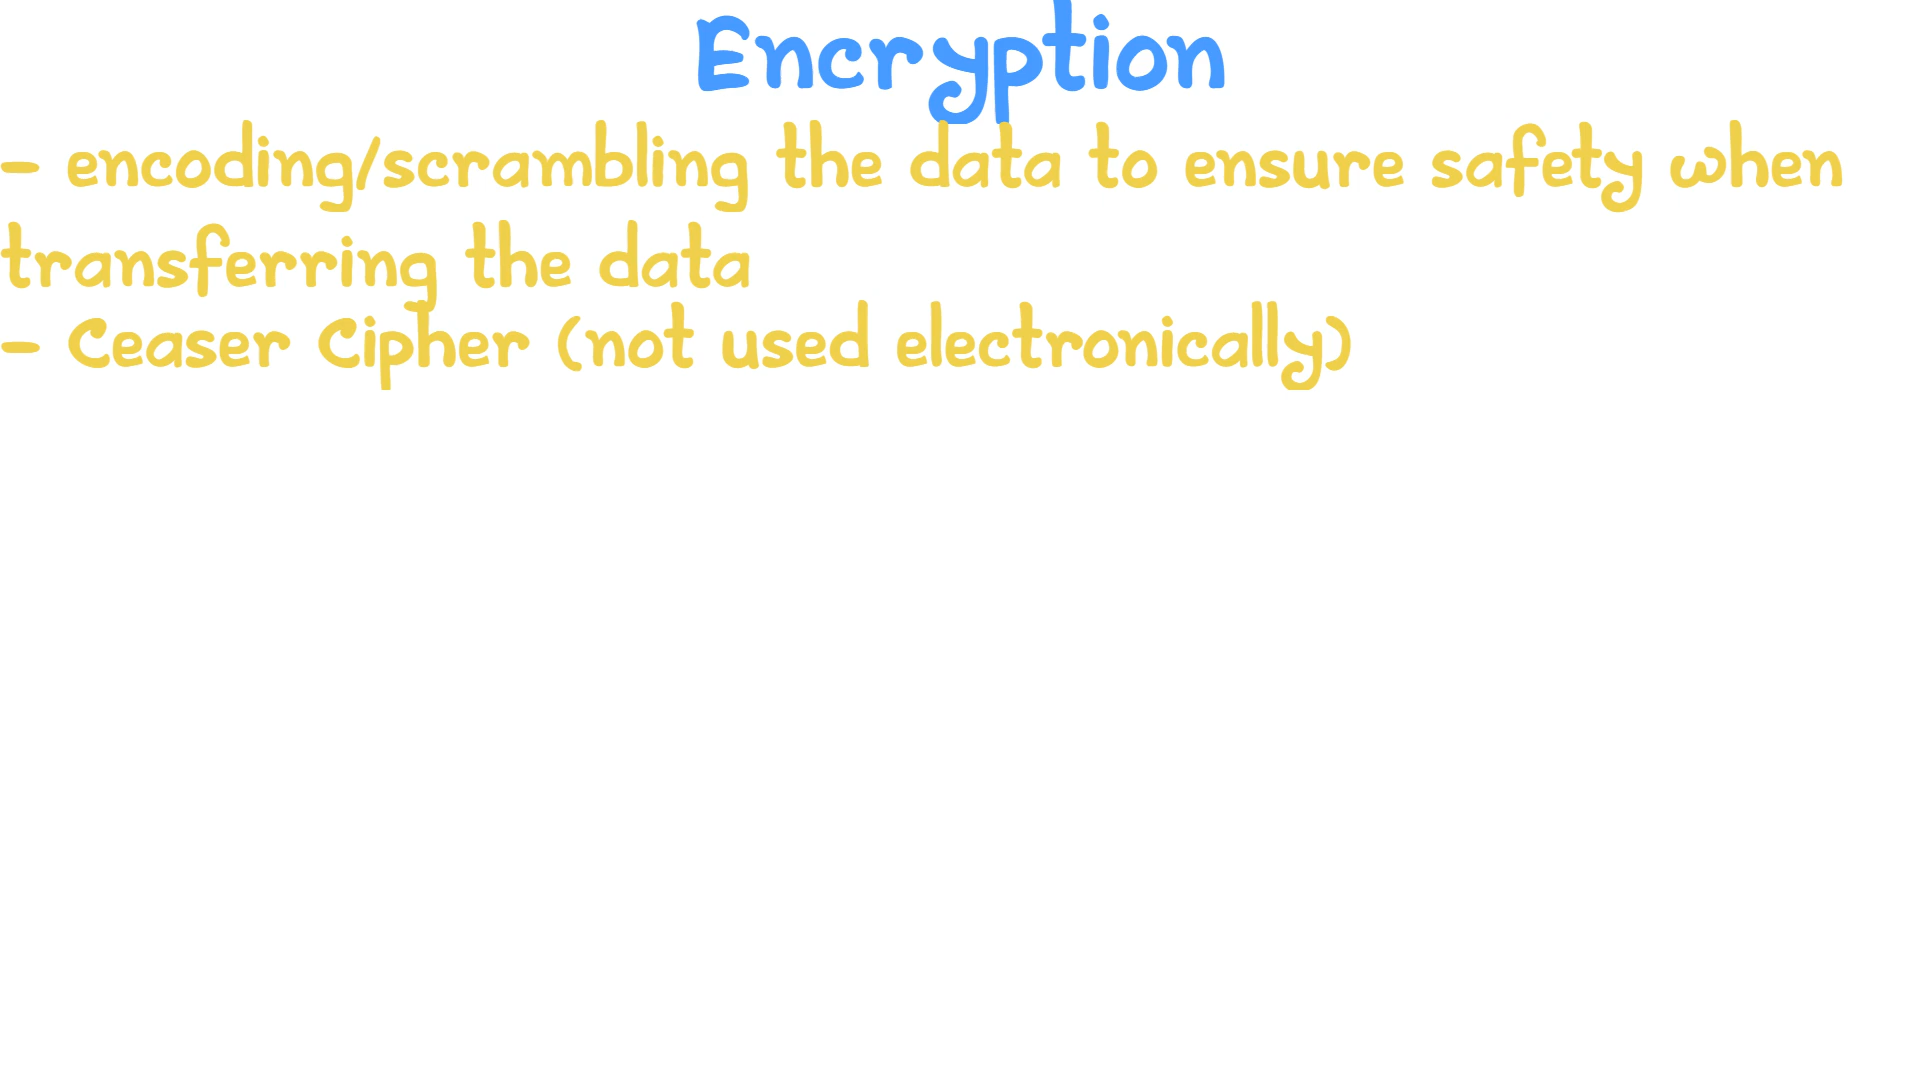 Encryption
- encoding/scrambling the data to ensure safety when
transferring the data
- Ceaser Cipher (not used electronically)